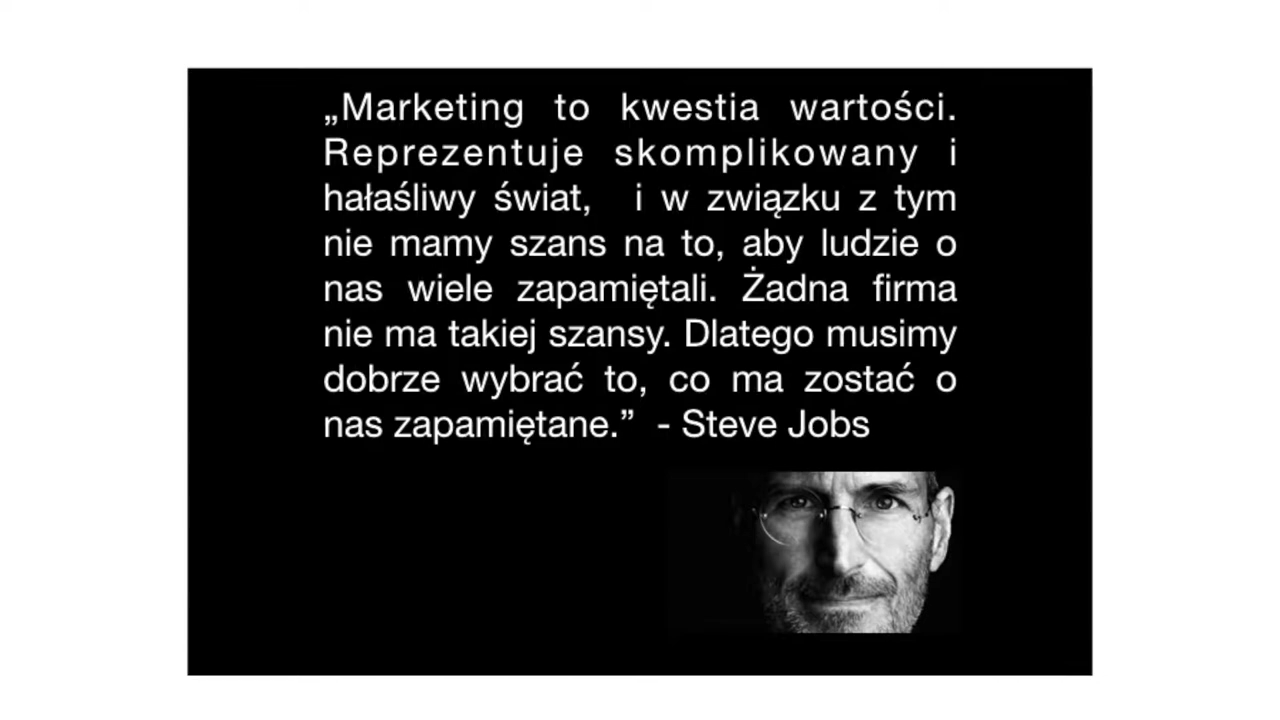 „Marketing to kwestia wartości.
Reprezentuje skomplikowany i
hałaśliwy świat, i w związku z tym
nie mamy szans na to, aby ludzie o
nas wiele zapamiętali. Żadna firma
nie ma takiej szansy. Dlatego musimy
dobrze wybrać to, co ma zostać o
nas zapamiętane.” - Steve Jobs